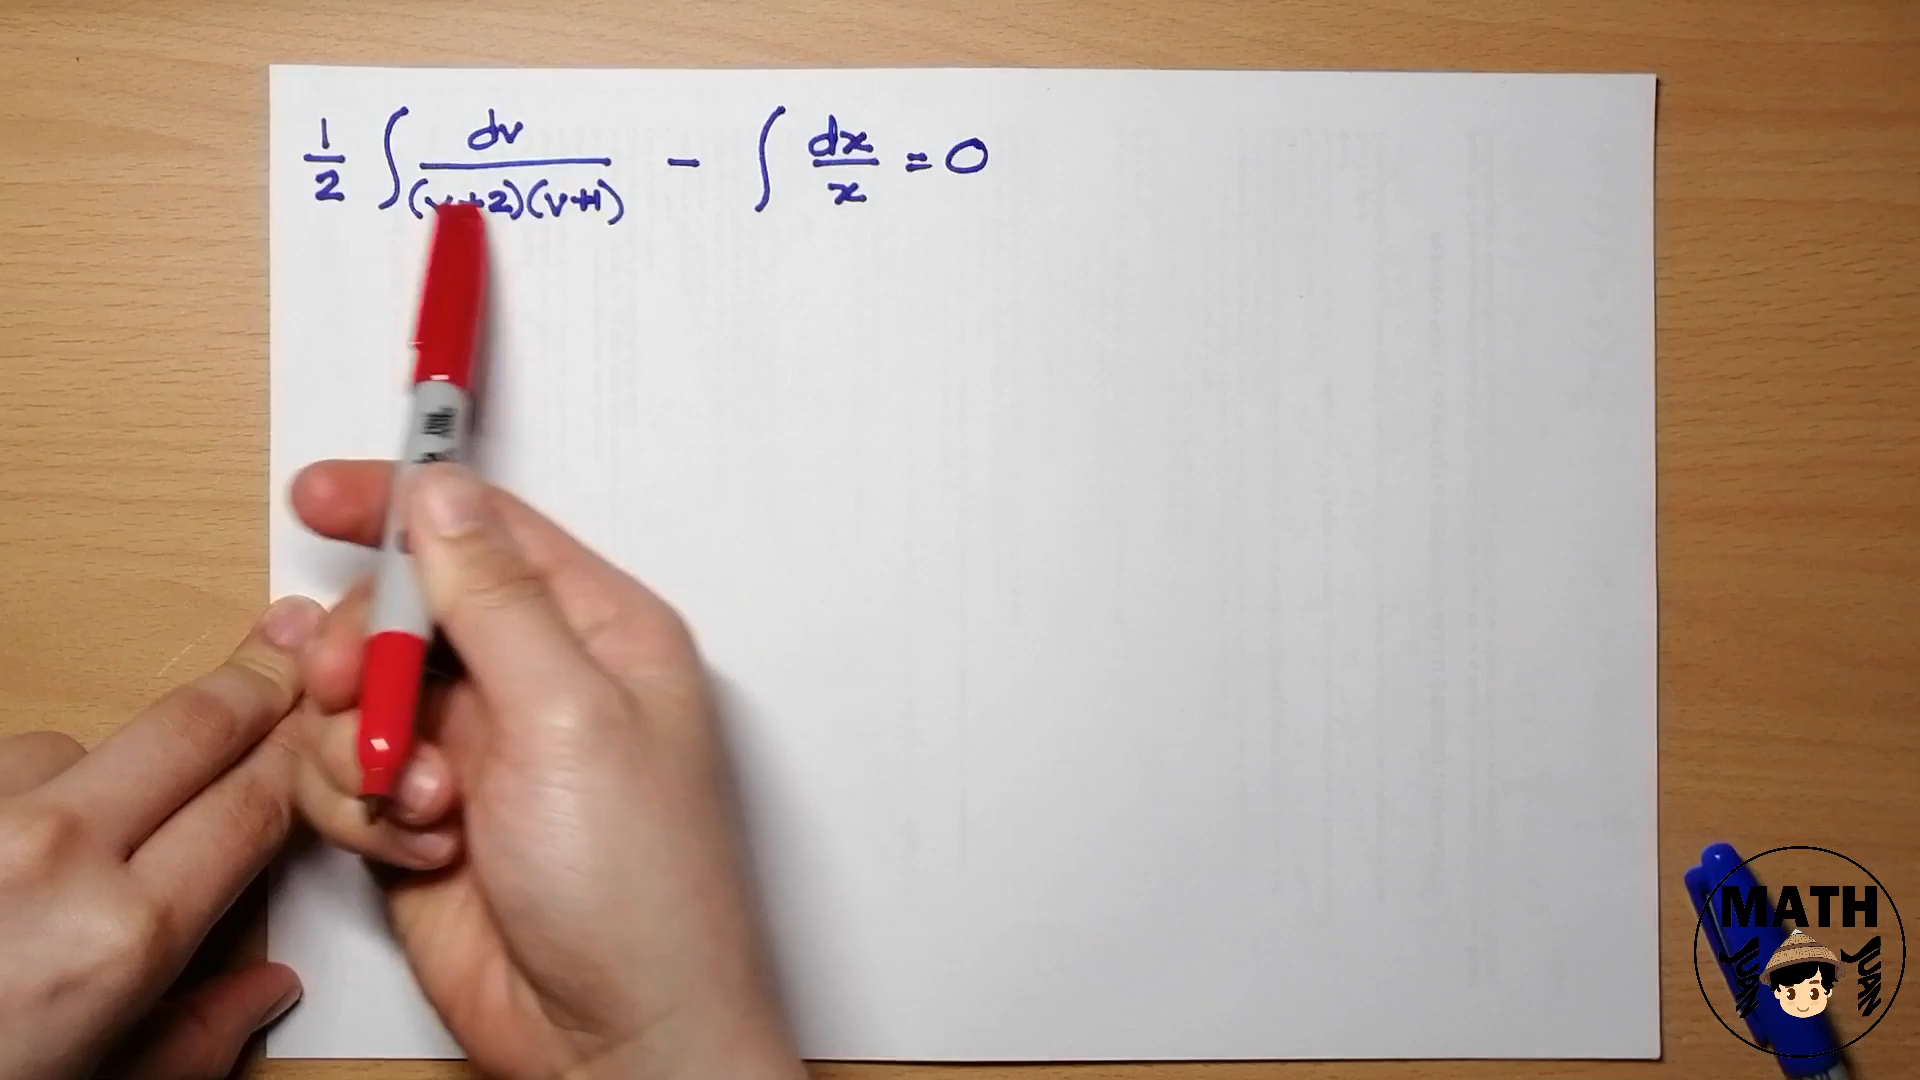 1/2 ∫ dv/((v+2)(v+1)) - ∫ dx/x = 0
MATH
JUAN JUAN